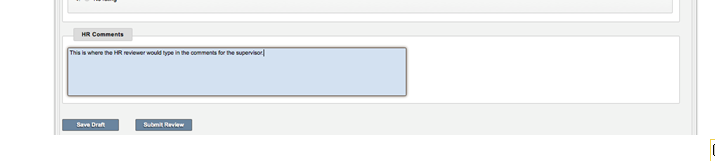 HR Comments
This is where the HR reviewer would type in the comments for the supervisor.
Save Draft Submit Review